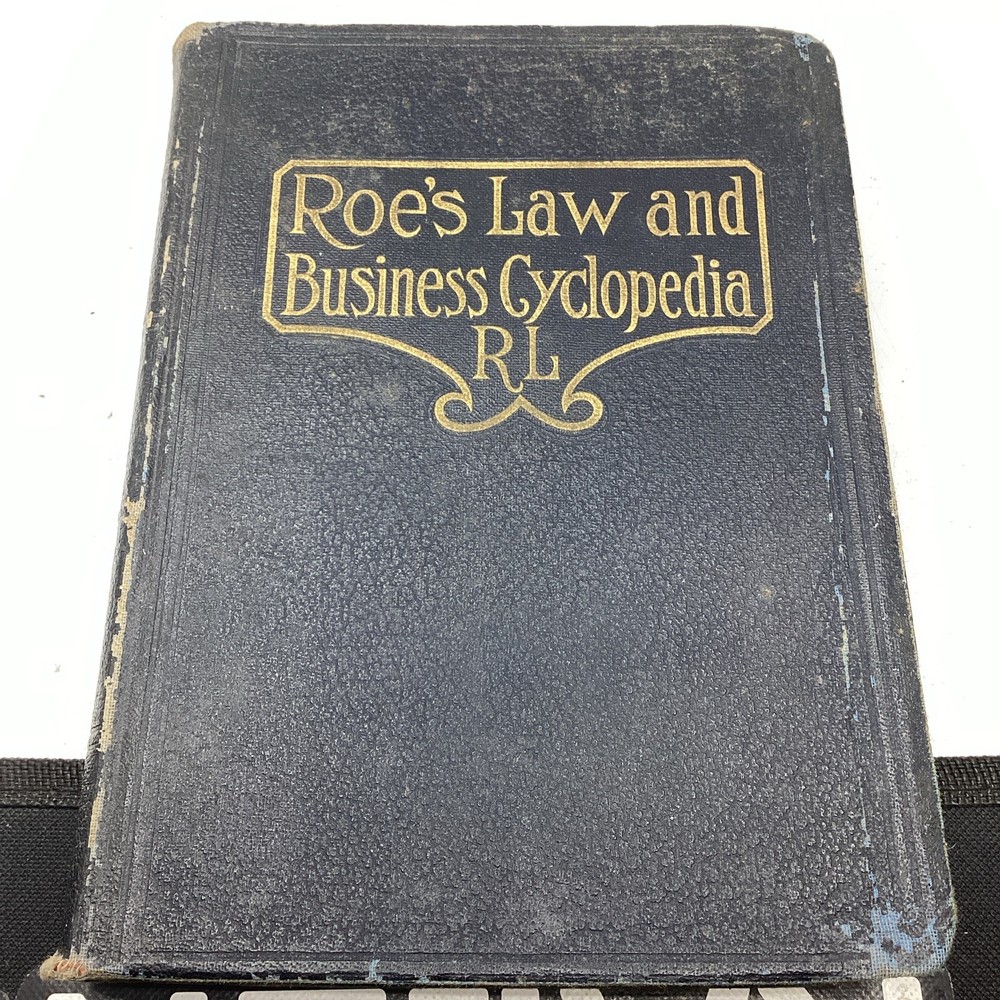 Roe's Law and
Business Cyclopedia
RL